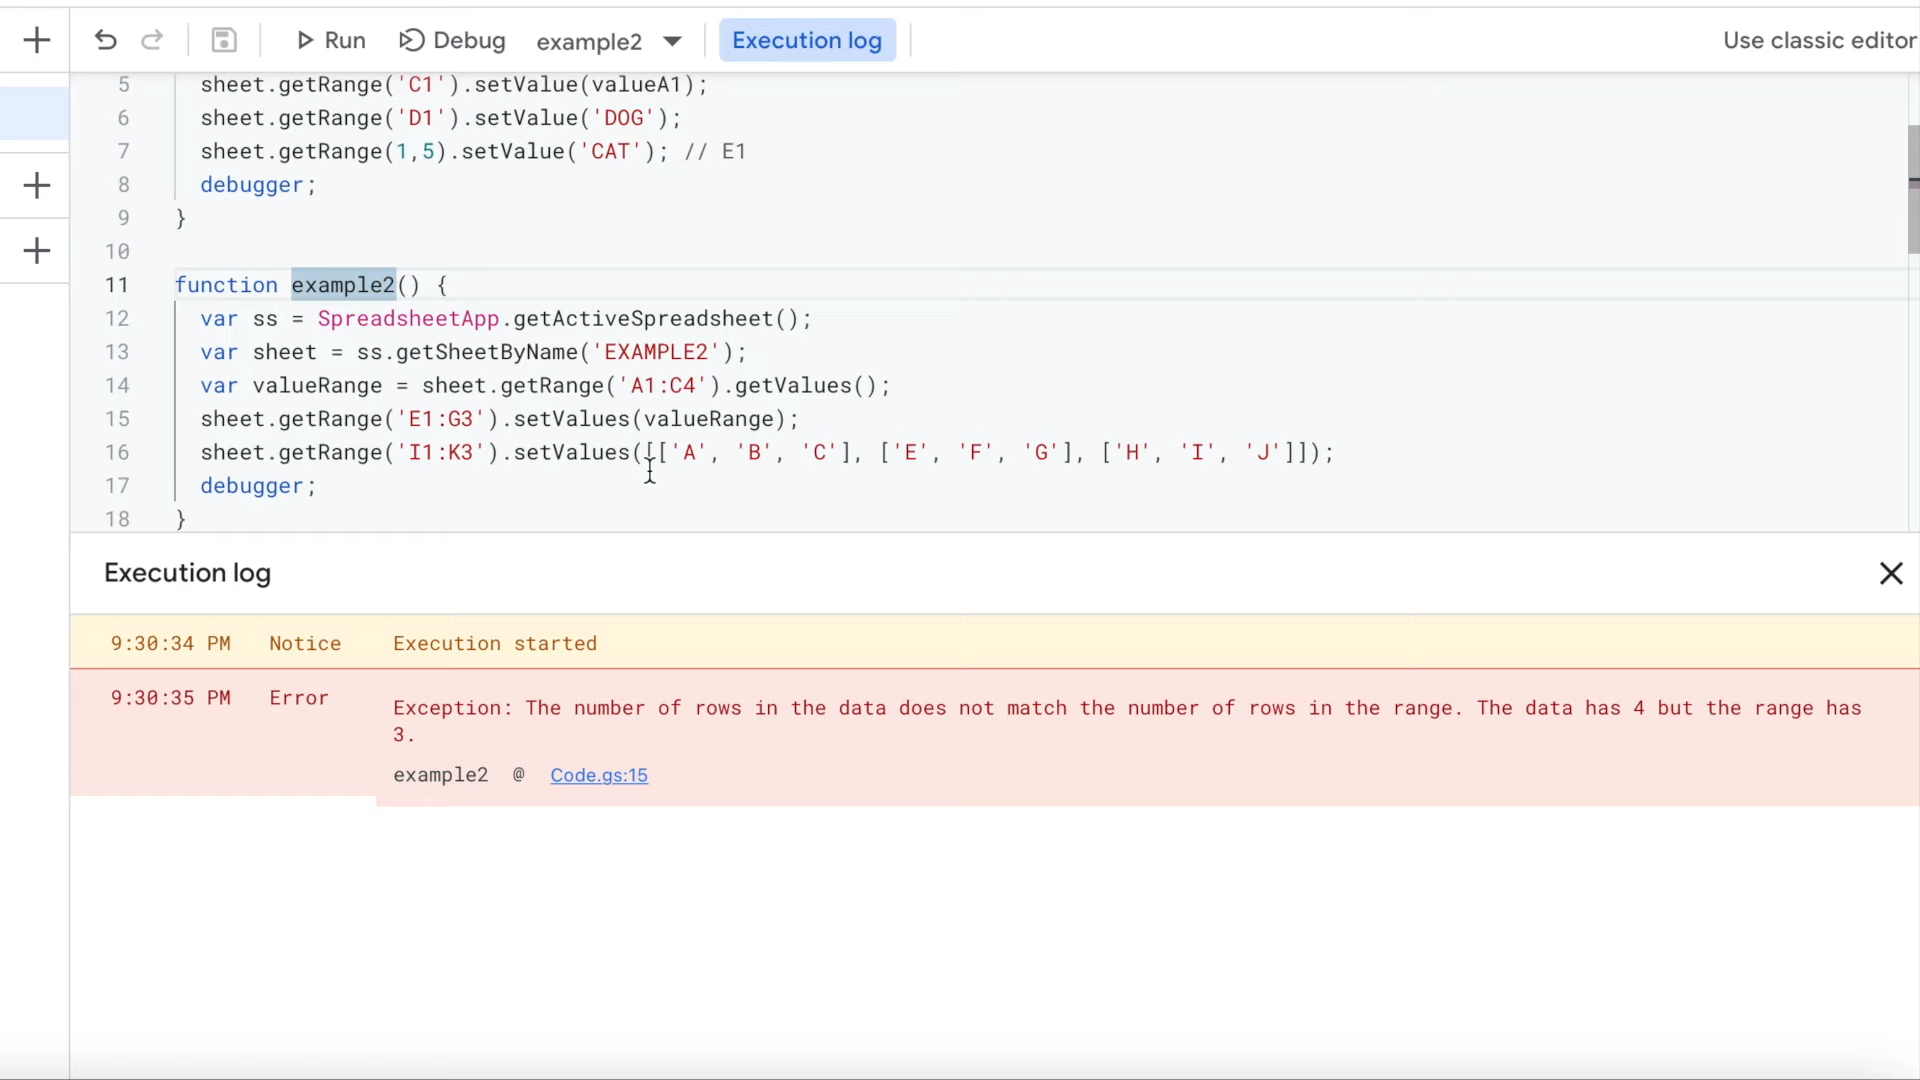 Run Debug example2 Execution log Use classic editor
5 sheet.getRange('C1').setValue(valueA1);
6 sheet.getRange('D1').setValue('DOG');
7 sheet.getRange(1,5).setValue('CAT'); // E1
8 debugger;
9 }
10
11 function example2() {
12 var ss = SpreadsheetApp.getActiveSpreadsheet();
13 var sheet = ss.getSheetByName('EXAMPLE2');
14 var valueRange = sheet.getRange('A1:C4').getValues();
15 sheet.getRange('E1:G3').setValues(valueRange);
16 sheet.getRange('I1:K3').setValues([['A', 'B', 'C'], ['E', 'F', 'G'], ['H', 'I', 'J']]);
17 debugger;
18 }
Execution log
9:30:34 PM Notice Execution started
9:30:35 PM Error Exception: The number of rows in the data does not match the number of rows in the range. The data has 4 but the range has
3.
example2 @ Code.gs:15